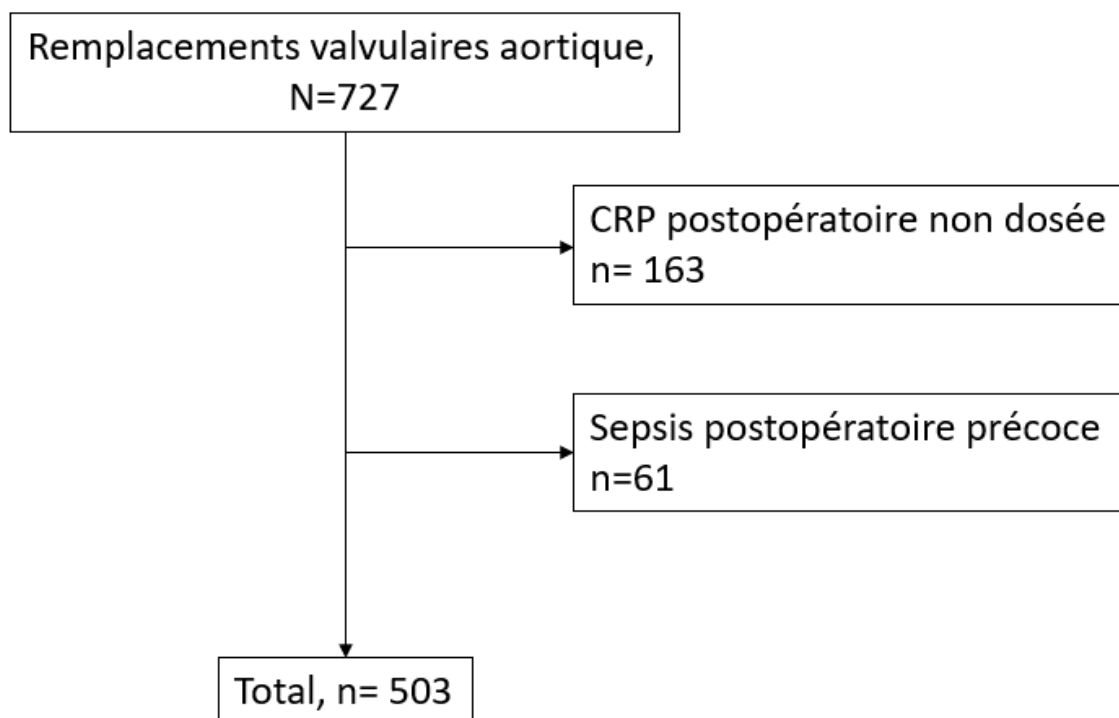 Remplacements valvulaires aortique,
N=727
CRP postopératoire non dosée
n= 163
Sepsis postopératoire précoce
n=61
Total, n= 503